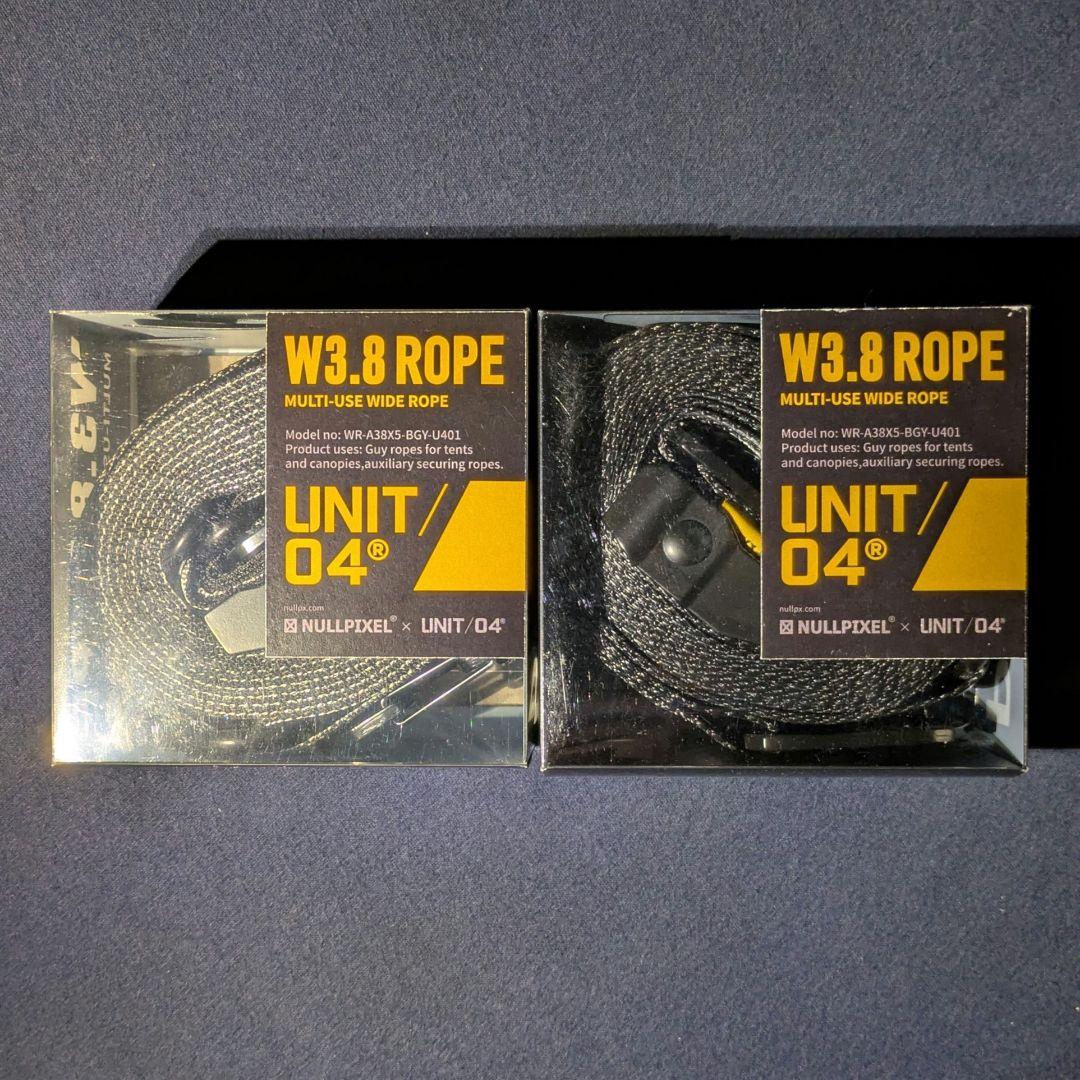 W3.8 ROPE
MULTI-USE WIDE ROPE
Model no: WR-A38X5-BGY-U401
Product uses: Guy ropes for tents
and canopies,auxiliary securing ropes.
UNIT/
04®
nullpx.com
NULLPIXEL® × UNIT/04®
W3.8 ROPE
MULTI-USE WIDE ROPE
Model no: WR-A38X5-BGY-U401
Product uses: Guy ropes for tents
and canopies,auxiliary securing ropes.
UNIT/
04®
nullpx.com
NULLPIXEL® × UNIT/04®